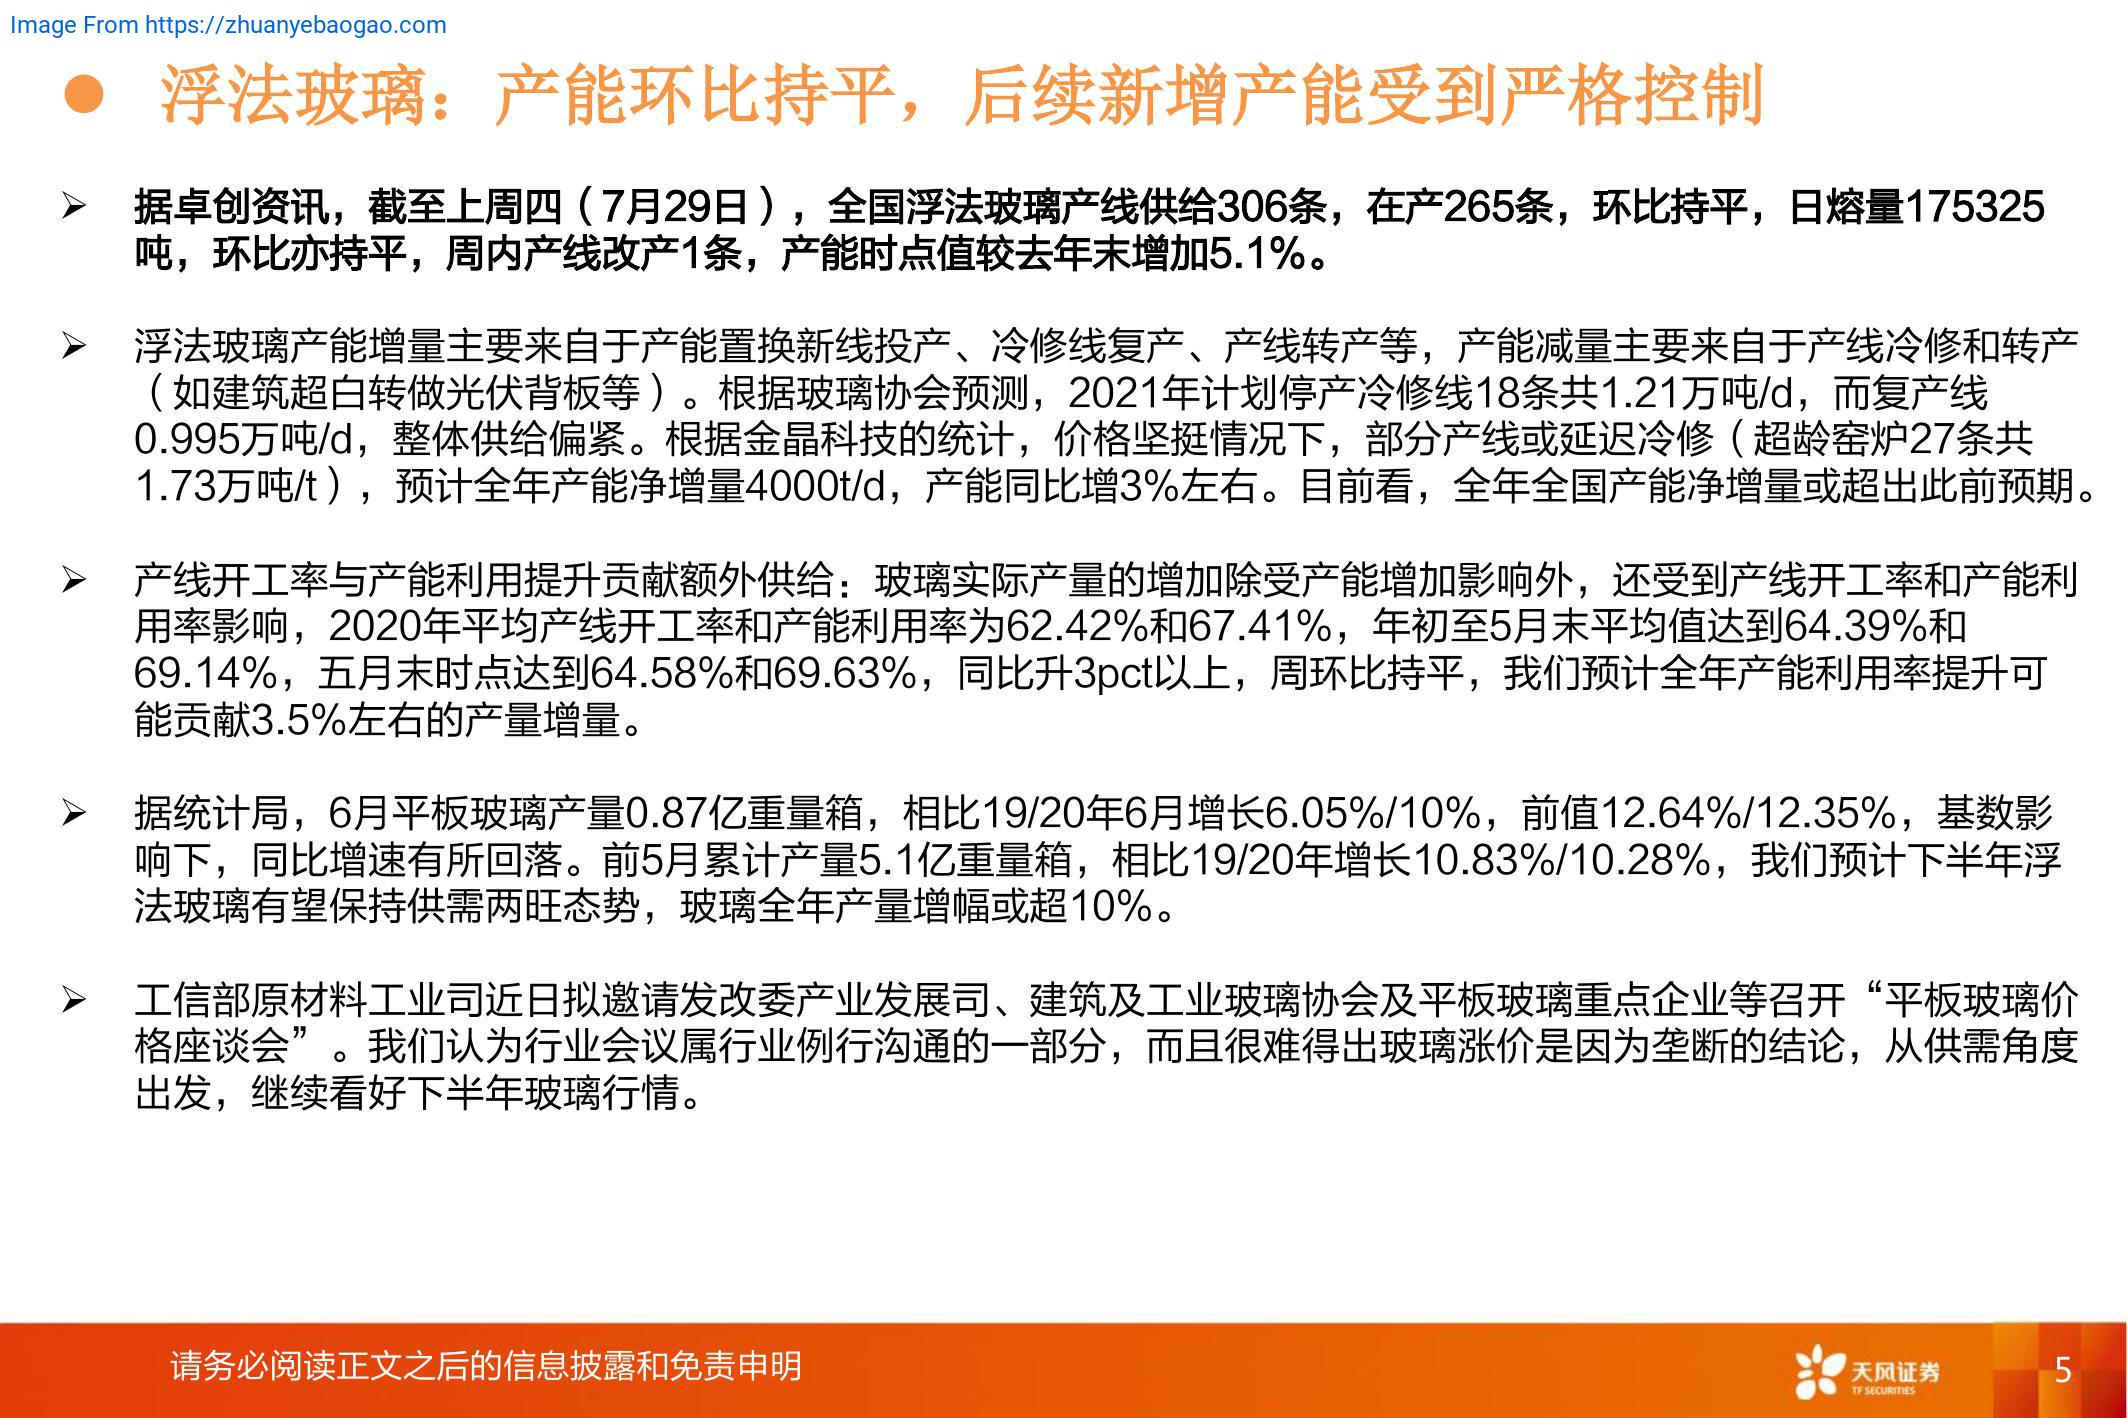 Image From https://zhuanyebaogao.com
● 浮法玻璃：产能环比持平，后续新增产能受到严格控制
➢ 据卓创资讯，截至上周四（7月29日），全国浮法玻璃产线供给306条，在产265条，环比持平，日熔量175325
吨，环比亦持平，周内产线改产1条，产能时点值较去年末增加5.1%。
➢ 浮法玻璃产能增量主要来自于产能置换新线投产、冷修线复产、产线转产等，产能减量主要来自于产线冷修和转产
（如建筑超白转做光伏背板等）。根据玻璃协会预测，2021年计划停产冷修线18条共1.21万吨/d，而复产线
0.995万吨/d，整体供给偏紧。根据金晶科技的统计，价格坚挺情况下，部分产线或延迟冷修（超龄窑炉27条共
1.73万吨/t），预计全年产能净增量4000t/d，产能同比增3%左右。目前看，全年全国产能净增量或超出此前预期。
➢ 产线开工率与产能利用提升贡献额外供给：玻璃实际产量的增加除受产能增加影响外，还受到产线开工率和产能利
用率影响，2020年平均产线开工率和产能利用率为62.42%和67.41%，年初至5月末平均值达到64.39%和
69.14%，五月末时点达到64.58%和69.63%，同比升3pct以上，周环比持平，我们预计全年产能利用率提升可
能贡献3.5%左右的产量增量。
➢ 据统计局，6月平板玻璃产量0.87亿重量箱，相比19/20年6月增长6.05%/10%，前值12.64%/12.35%，基数影
响下，同比增速有所回落。前5月累计产量5.1亿重量箱，相比19/20年增长10.83%/10.28%，我们预计下半年浮
法玻璃有望保持供需两旺态势，玻璃全年产量增幅或超10%。
➢ 工信部原材料工业司近日拟邀请发改委产业发展司、建筑及工业玻璃协会及平板玻璃重点企业等召开“平板玻璃价
格座谈会”。我们认为行业会议属行业例行沟通的一部分，而且很难得出玻璃涨价是因为垄断的结论，从供需角度
出发，继续看好下半年玻璃行情。
请务必阅读正文之后的信息披露和免责申明
天风证券
TF SECURITIES
5